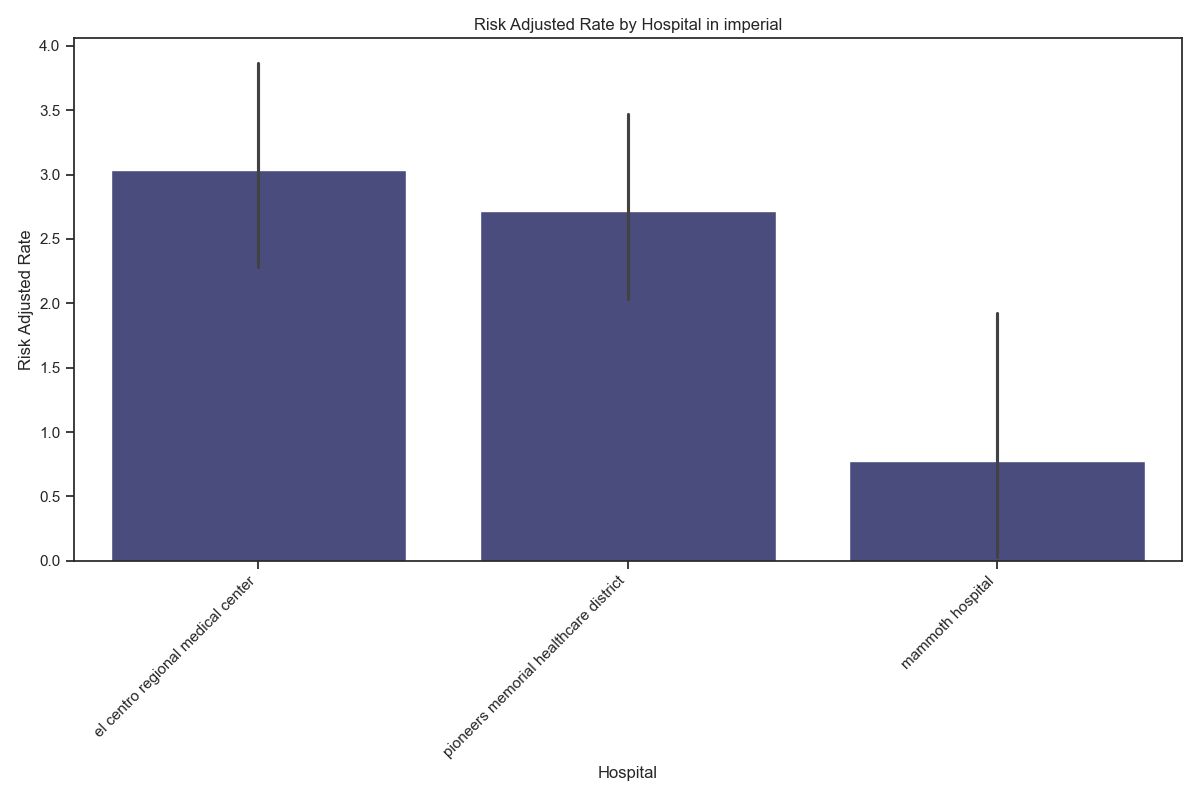 Risk Adjusted Rate by Hospital in imperial
Risk Adjusted Rate
4.0
3.5
3.0
2.5
2.0
1.5
1.0
0.5
0.0
el centro regional medical center
pioneers memorial healthcare district
mammoth hospital
Hospital